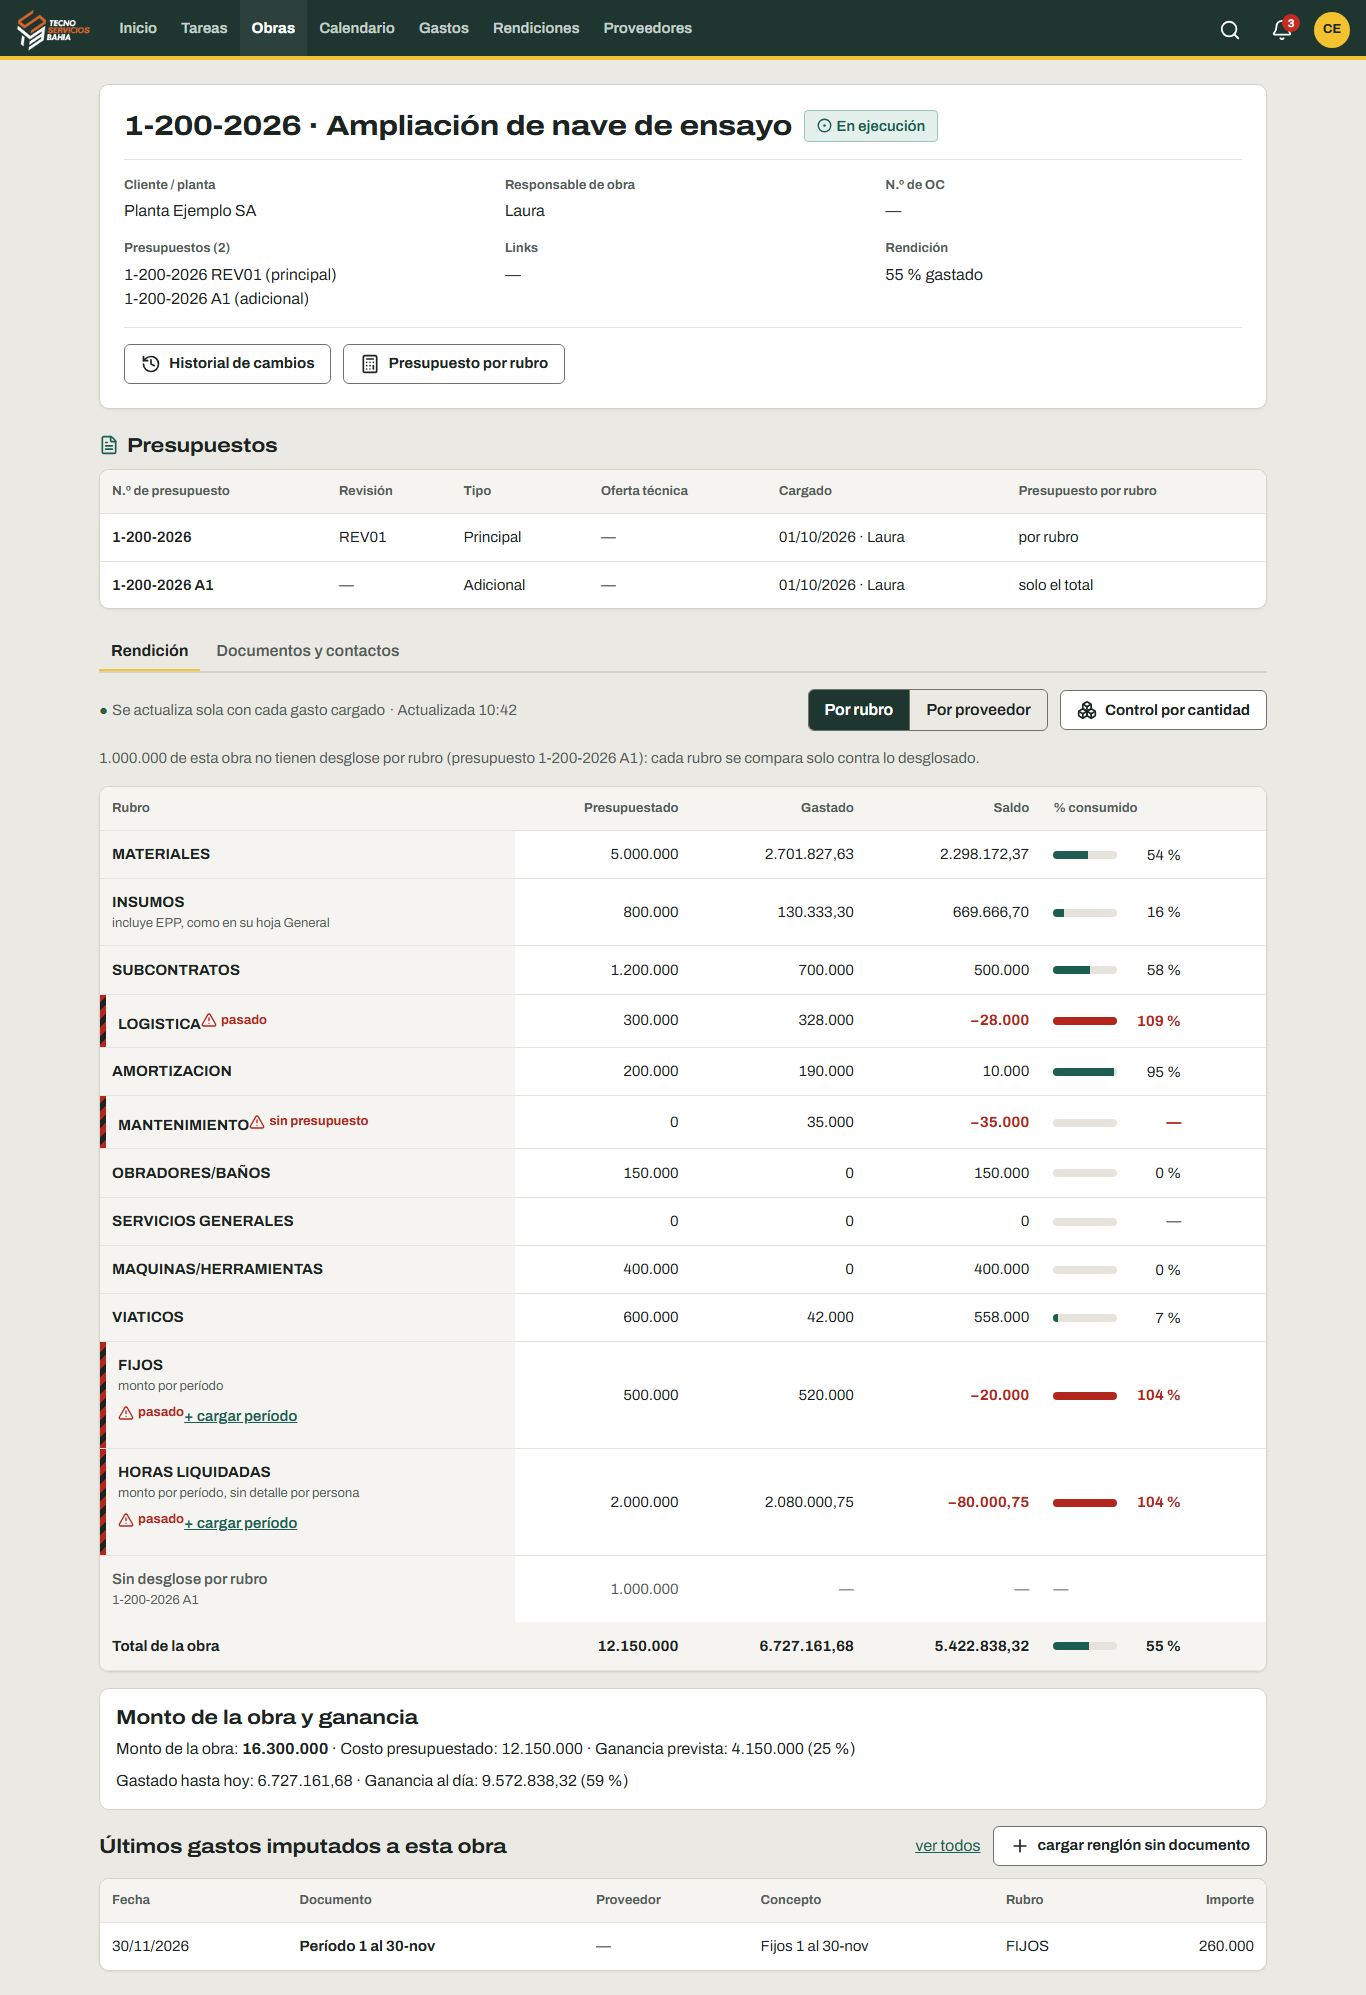 TECNO
SERVICIOS
BAHIA
Inicio
Tareas
Obras
Calendario
Gastos
Rendiciones
Proveedores
3
CE
1-200-2026 · Ampliación de nave de ensayo
En ejecución
Cliente / planta
Responsable de obra
N.º de OC
Planta Ejemplo SA
Laura
—
Presupuestos (2)
Links
Rendición
1-200-2026 REV01 (principal)
—
55 % gastado
1-200-2026 A1 (adicional)
Historial de cambios
Presupuesto por rubro
Presupuestos
N.º de presupuesto Revisión Tipo Oferta técnica Cargado Presupuesto por rubro
1-200-2026 REV01 Principal — 01/10/2026 · Laura por rubro
1-200-2026 A1 — Adicional — 01/10/2026 · Laura solo el total
Rendición
Documentos y contactos
● Se actualiza sola con cada gasto cargado · Actualizada 10:42
Por rubro
Por proveedor
Control por cantidad
1.000.000 de esta obra no tienen desglose por rubro (presupuesto 1-200-2026 A1): cada rubro se compara solo contra lo desglosado.
Rubro Presupuestado Gastado Saldo % consumido
MATERIALES 5.000.000 2.701.827,63 2.298.172,37 54 %
INSUMOS
incluye EPP, como en su hoja General
800.000 130.333,30 669.666,70 16 %
SUBCONTRATOS 1.200.000 700.000 500.000 58 %
LOGISTICA pasado 300.000 328.000 −28.000 109 %
AMORTIZACION 200.000 190.000 10.000 95 %
MANTENIMIENTO sin presupuesto 0 35.000 −35.000 —
OBRADORES/BAÑOS 150.000 0 150.000 0 %
SERVICIOS GENERALES 0 0 0 —
MAQUINAS/HERRAMIENTAS 400.000 0 400.000 0 %
VIATICOS 600.000 42.000 558.000 7 %
FIJOS
monto por período
pasado + cargar período
500.000 520.000 −20.000 104 %
HORAS LIQUIDADAS
monto por período, sin detalle por persona
pasado + cargar período
2.000.000 2.080.000,75 −80.000,75 104 %
Sin desglose por rubro
1-200-2026 A1
1.000.000 — — —
Total de la obra 12.150.000 6.727.161,68 5.422.838,32 55 %
Monto de la obra y ganancia
Monto de la obra: 16.300.000 · Costo presupuestado: 12.150.000 · Ganancia prevista: 4.150.000 (25 %)
Gastado hasta hoy: 6.727.161,68 · Ganancia al día: 9.572.838,32 (59 %)
Últimos gastos imputados a esta obra
ver todos
cargar renglón sin documento
Fecha Documento Proveedor Concepto Rubro Importe
30/11/2026 Período 1 al 30-nov — Fijos 1 al 30-nov FIJOS 260.000